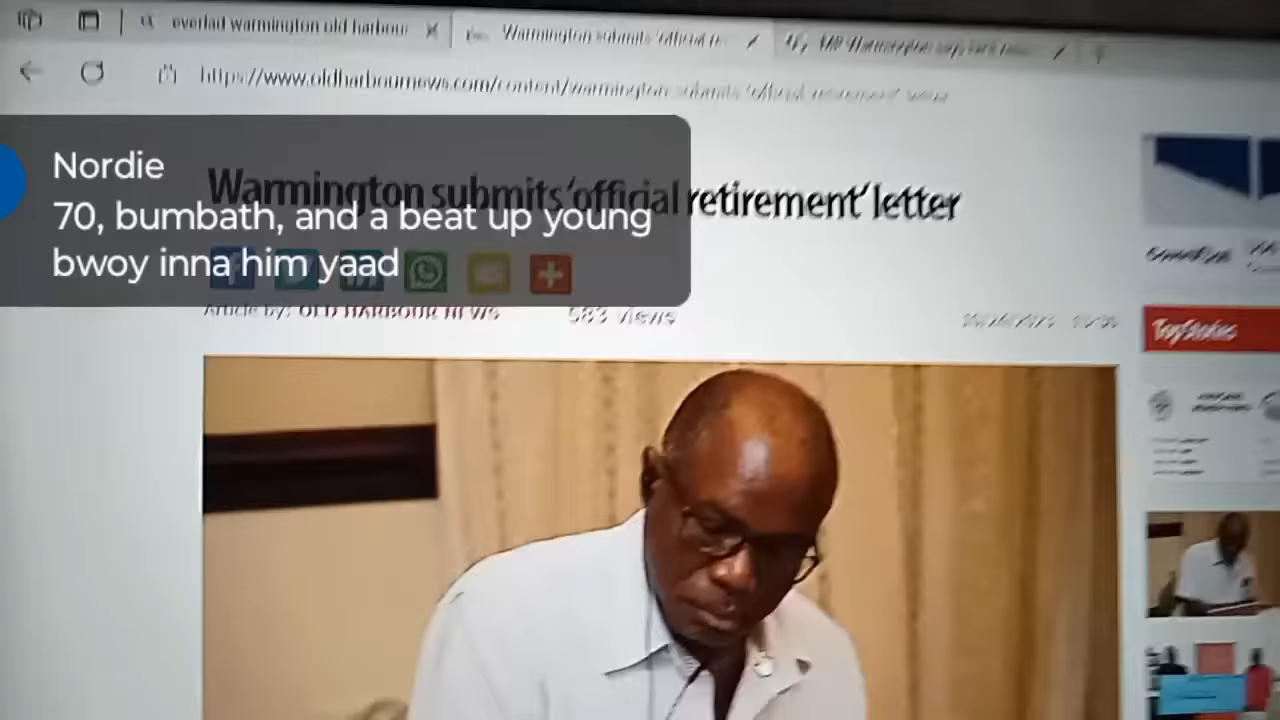 everlad warmington old harbour
Warmington submits 'official re
https://www.oldharbournews.com/content/warmington-submits-'official-retirement'-letter
Nordie
70, bumbath, and a beat up young
bwoy inna him yaad
Warmington submits 'official retirement' letter
Article by: OLD HARBOUR NEWS
583 views
Top Stories